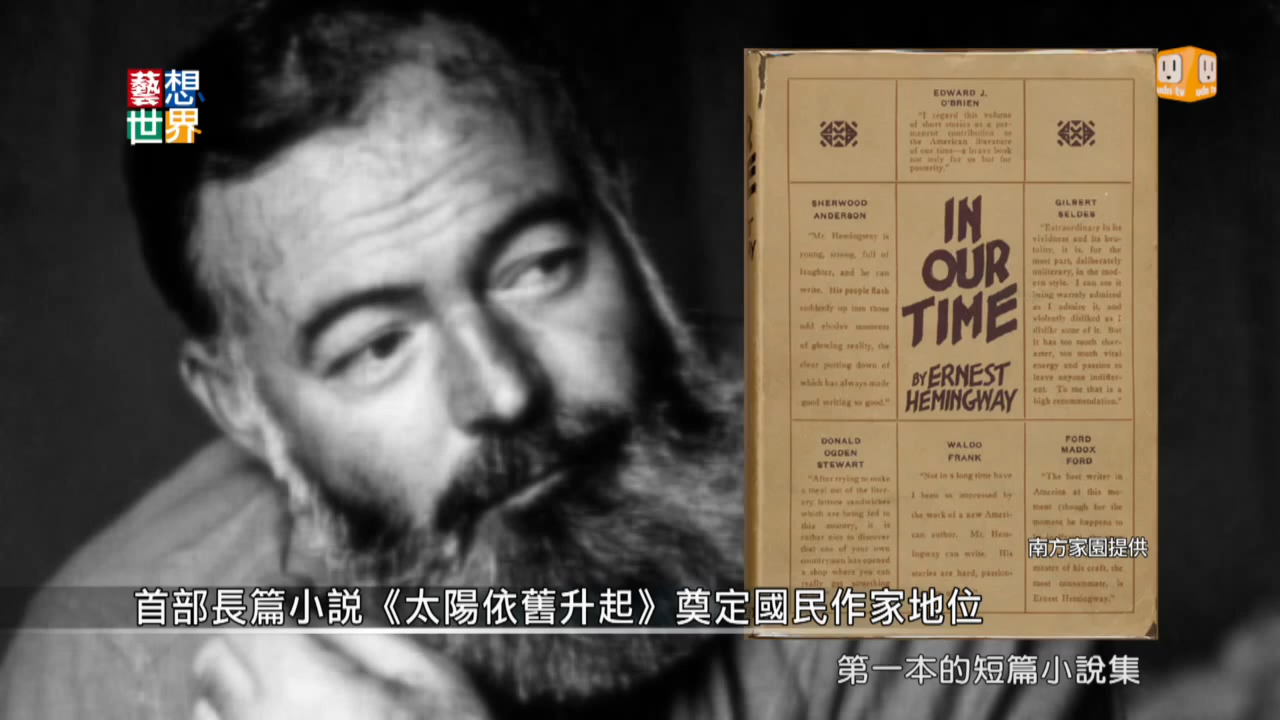 藝想
世界
udn tv
udn tv
EDWARD J.
O'BRIEN
"I regard this volume
of short stories as a per-
manent contribution to
the American literature
of our time—a brave book
not only for us but for
posterity."
SHERWOOD
ANDERSON
"Mr. Hemingway is
young, strong, full of
laughter, and he can
write. His people flash
suddenly up into those
odd elusive moments
of glowing reality, the
clear putting down of
which has always made
good writing so good."
IN
OUR
TIME
BY ERNEST
HEMINGWAY
GILBERT
SELDES
"Extraordinary in its
vividness and its bru-
tality, it is, for the
most part, deliberately
unliterary, in the mod-
ern style. I can see it
being warmly admired
as I admire it, and
violently disliked as I
dislike some of it. But
it has too much char-
acter, too much vital
energy and passion to
leave anyone indiffer-
ent. To me that is a
high recommendation."
DONALD
OGDEN
STEWART
"After trying to make
a meal out of the liter-
ary lettuce sandwiches
which are being fed to
this country, it is
rather nice to discover
that one of your own
countrymen has opened
a shop where you can
really get something
WALDO
FRANK
"Not in a long time have
I been so impressed by
the work of a new Ameri-
can author. Mr. Hem-
ingway can write. His
stories are hard, passion-
FORD
MADOX
FORD
"The best writer in
America at this mo-
ment (though for the
moment he happens to
南方家園提供
master of his craft, the
most consummate, is
Ernest Hemingway."
首部長篇小說《太陽依舊升起》奠定國民作家地位
第一本的短篇小說集